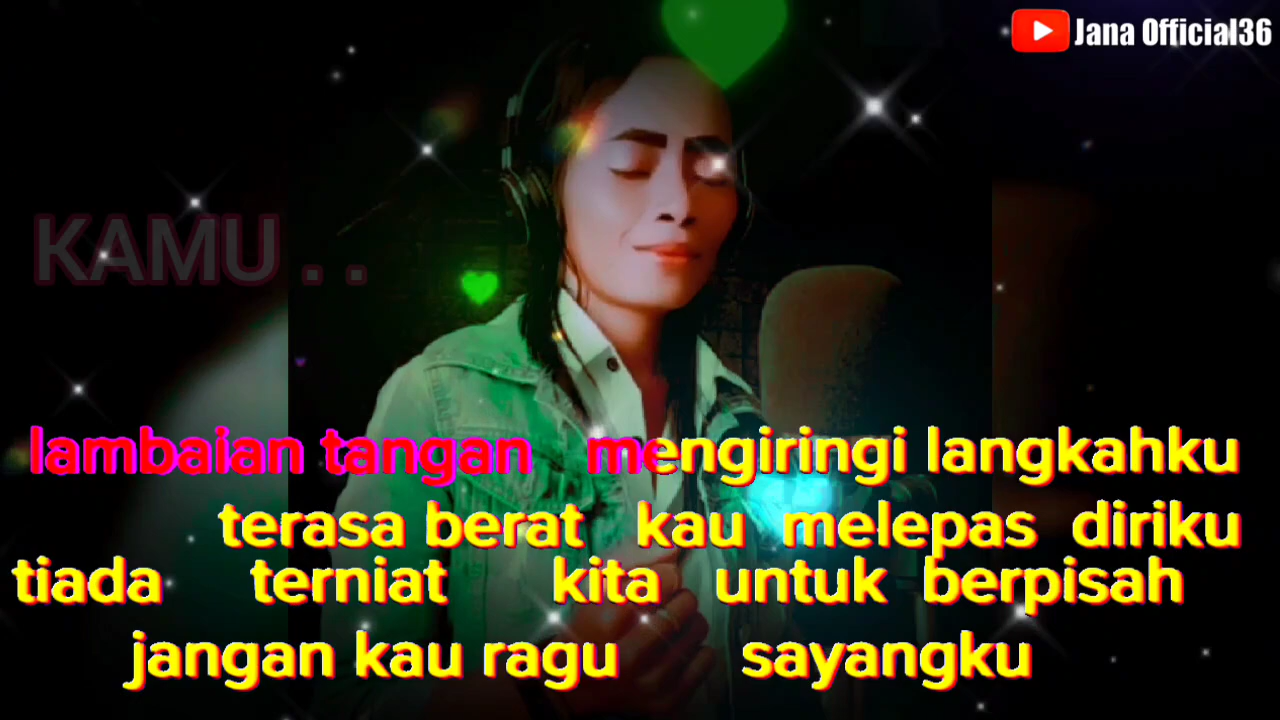 Jana Official36
KAMU . .
lambaian tangan mengiringi langkahku
terasa berat kau melepas diriku
tiada terniat kita untuk berpisah
jangan kau ragu sayangku